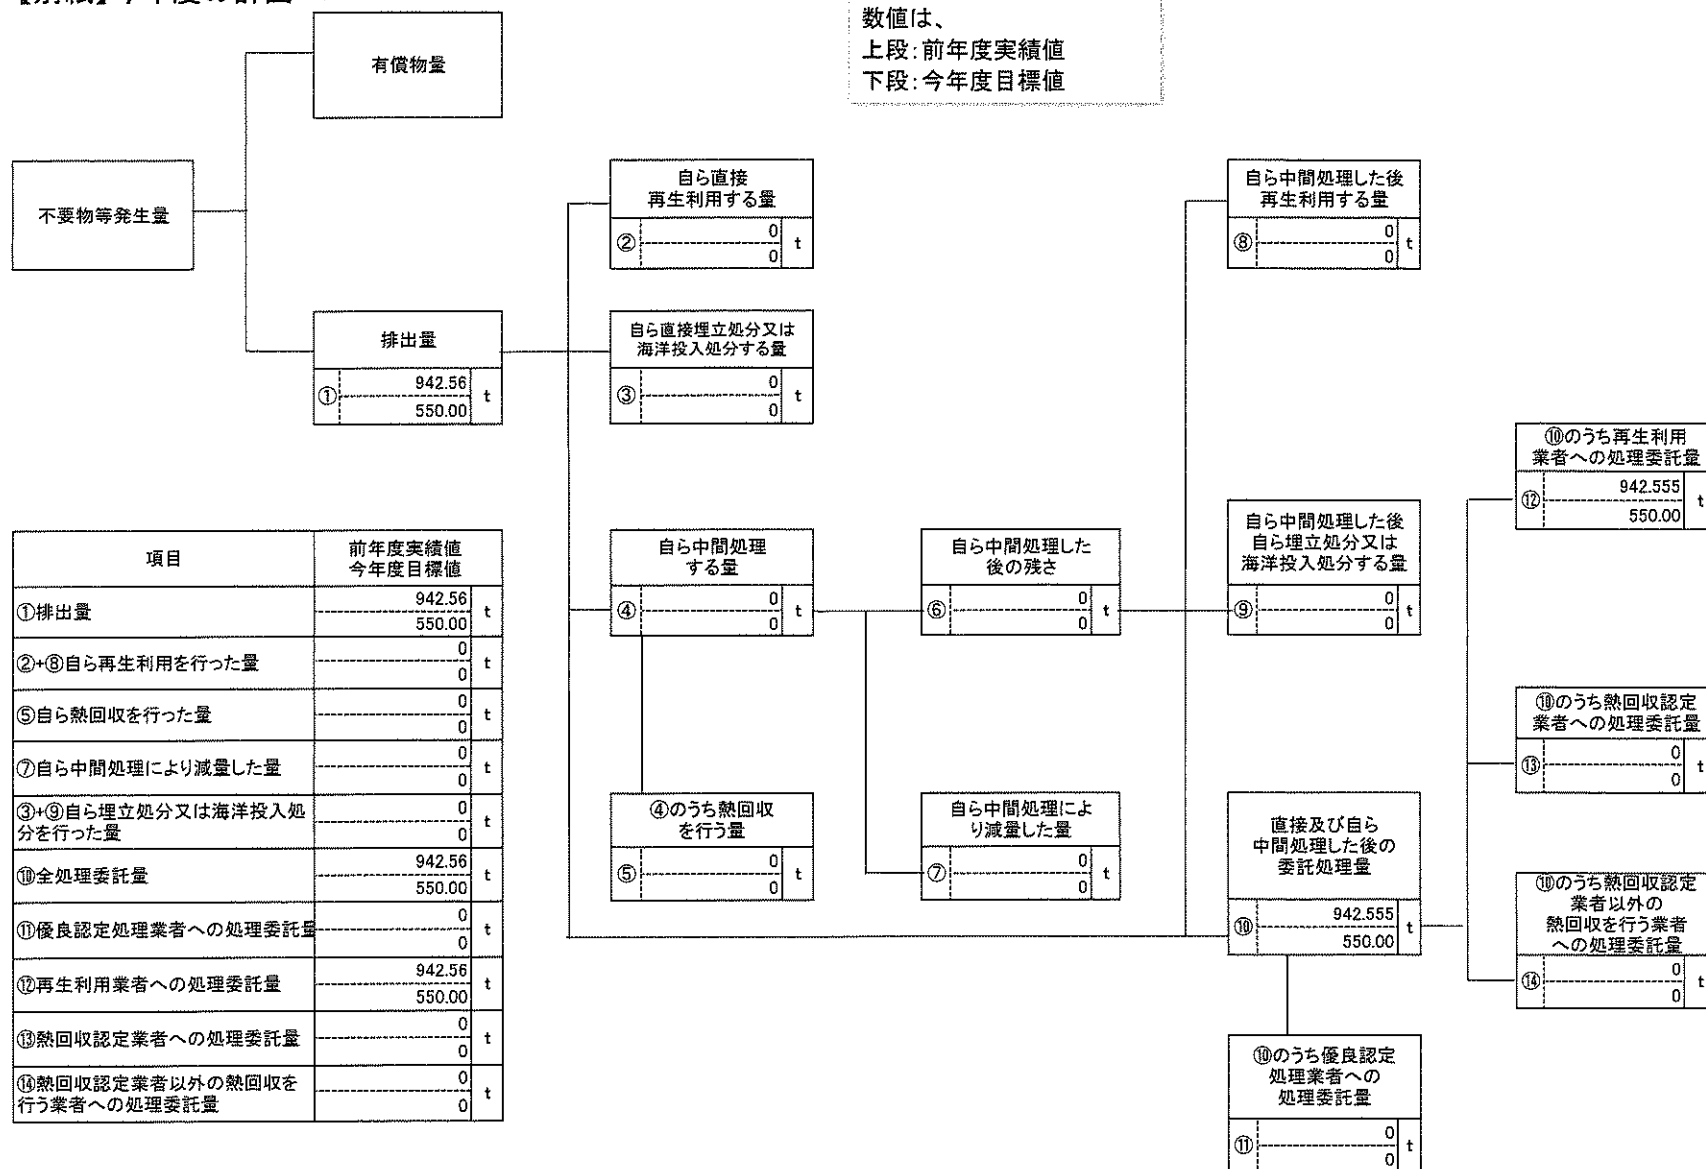 数値は、
上段:前年度実績値
下段:今年度目標値
有償物量
不要物等発生量
排出量
① 942.56 t
550.00
自ら直接
再生利用する量
② 0 t
0
自ら直接埋立処分又は
海洋投入処分する量
③ 0 t
0
自ら中間処理
する量
④ 0 t
0
④のうち熱回収
を行う量
⑤ 0 t
0
自ら中間処理した
後の残さ
⑥ 0 t
0
自ら中間処理によ
り減量した量
⑦ 0 t
0
自ら中間処理した後
再生利用する量
⑧ 0 t
0
自ら中間処理した後
自ら埋立処分又は
海洋投入処分する量
⑨ 0 t
0
直接及び自ら
中間処理した後の
委託処理量
⑩ 942.555 t
550.00
⑩のうち優良認定
処理業者への
処理委託量
⑪ 0 t
0
⑩のうち再生利用
業者への処理委託量
⑫ 942.555 t
550.00
⑩のうち熱回収認定
業者への処理委託量
⑬ 0 t
0
⑩のうち熱回収認定
業者以外の
熱回収を行う業者
への処理委託量
⑭ 0 t
0
項目 前年度実績値
今年度目標値
①排出量 942.56 t
550.00
②+⑧自ら再生利用を行った量 0 t
0
⑤自ら熱回収を行った量 0 t
0
⑦自ら中間処理により減量した量 0 t
0
③+⑨自ら埋立処分又は海洋投入処
分を行った量 0 t
0
⑩全処理委託量 942.56 t
550.00
⑪優良認定処理業者への処理委託量 0 t
0
⑫再生利用業者への処理委託量 942.56 t
550.00
⑬熱回収認定業者への処理委託量 0 t
0
⑭熱回収認定業者以外の熱回収を
行う業者への処理委託量 0 t
0